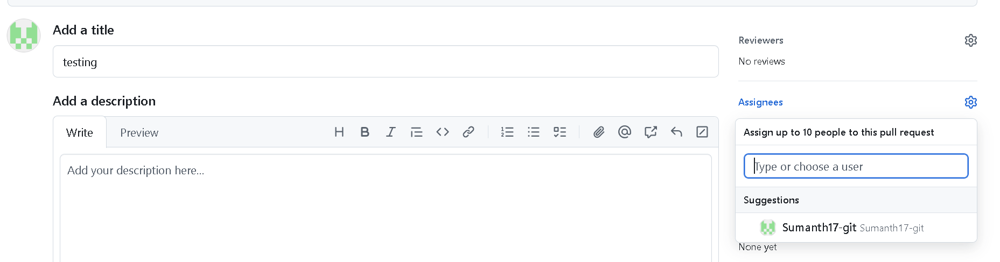 Add a title
testing
Add a description
Write Preview
Add your description here...
Reviewers
No reviews
Assignees
Assign up to 10 people to this pull request
Type or choose a user
Suggestions
Sumanth17-git Sumanth17-git
None yet